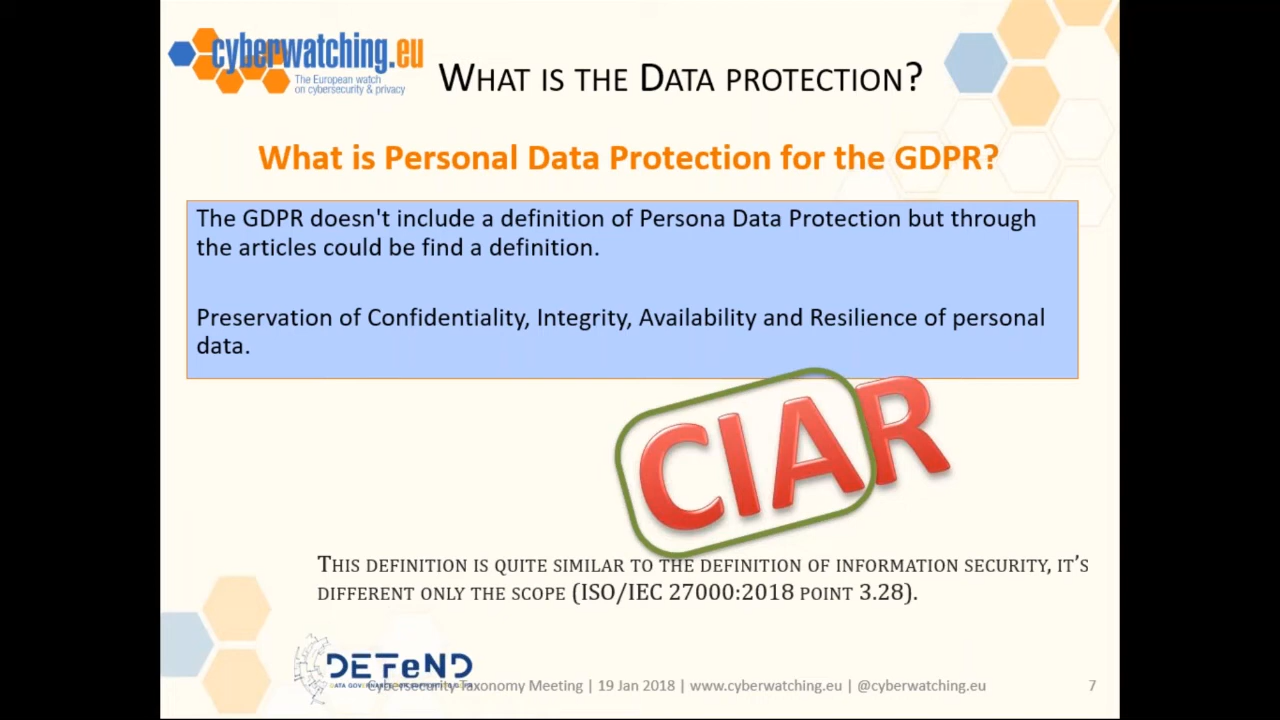 cyberwatching.eu
The European watch
on cybersecurity & privacy
WHAT IS THE DATA PROTECTION?
What is Personal Data Protection for the GDPR?
The GDPR doesn't include a definition of Persona Data Protection but through
the articles could be find a definition.
Preservation of Confidentiality, Integrity, Availability and Resilience of personal
data.
CIAR
THIS DEFINITION IS QUITE SIMILAR TO THE DEFINITION OF INFORMATION SECURITY, IT'S
DIFFERENT ONLY THE SCOPE (ISO/IEC 27000:2018 POINT 3.28).
DEFeND
DATA GOV
Cybersecurity Taxonomy Meeting | 19 Jan 2018 | www.cyberwatching.eu | @cyberwatching.eu
7